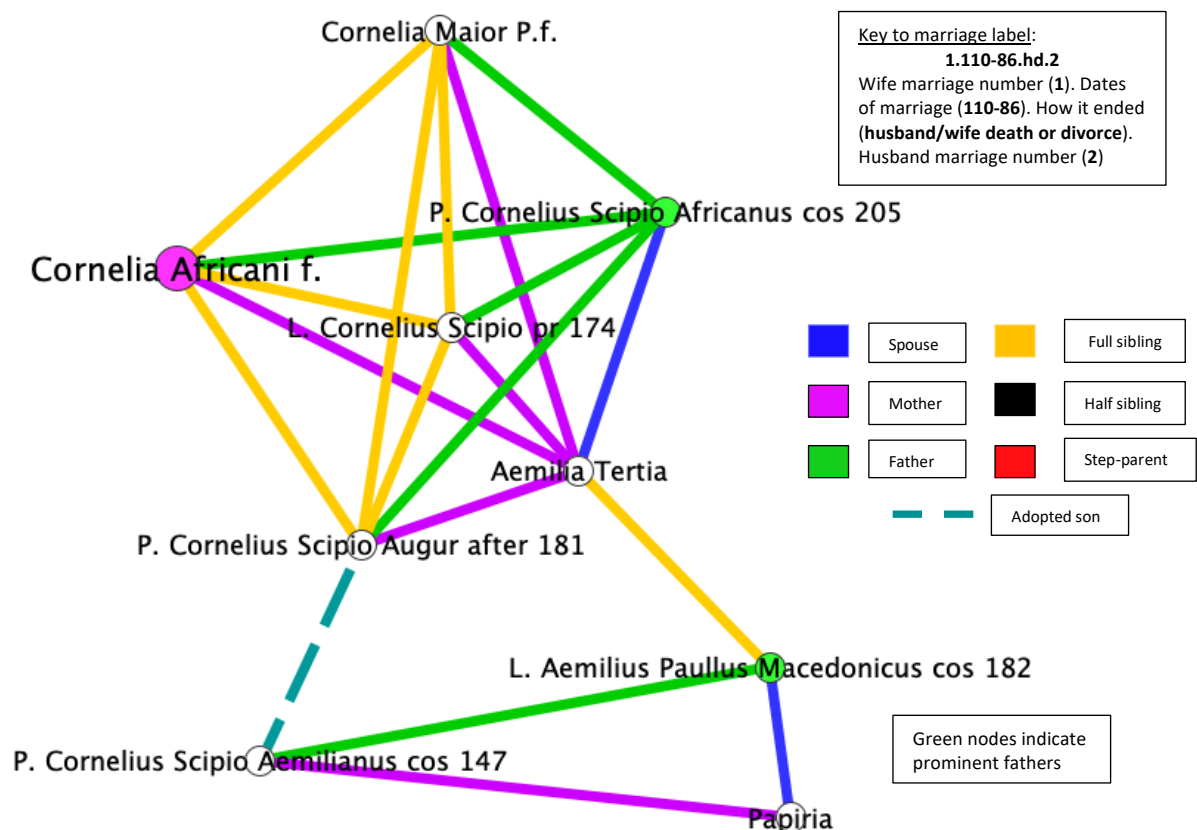 Cornelia Maior P.f.
Key to marriage label:
1.110-86.hd.2
Wife marriage number (1). Dates
of marriage (110-86). How it ended
(husband/wife death or divorce).
Husband marriage number (2)
P. Cornelius Scipio Africanus cos 205
Cornelia Africani f.
L. Cornelius Scipio pr 174
Spouse
Full sibling
Mother
Half sibling
Father
Step-parent
Adopted son
Aemilia Tertia
P. Cornelius Scipio Augur after 181
L. Aemilius Paullus Macedonicus cos 182
Green nodes indicate
prominent fathers
P. Cornelius Scipio Aemilianus cos 147
Papiria